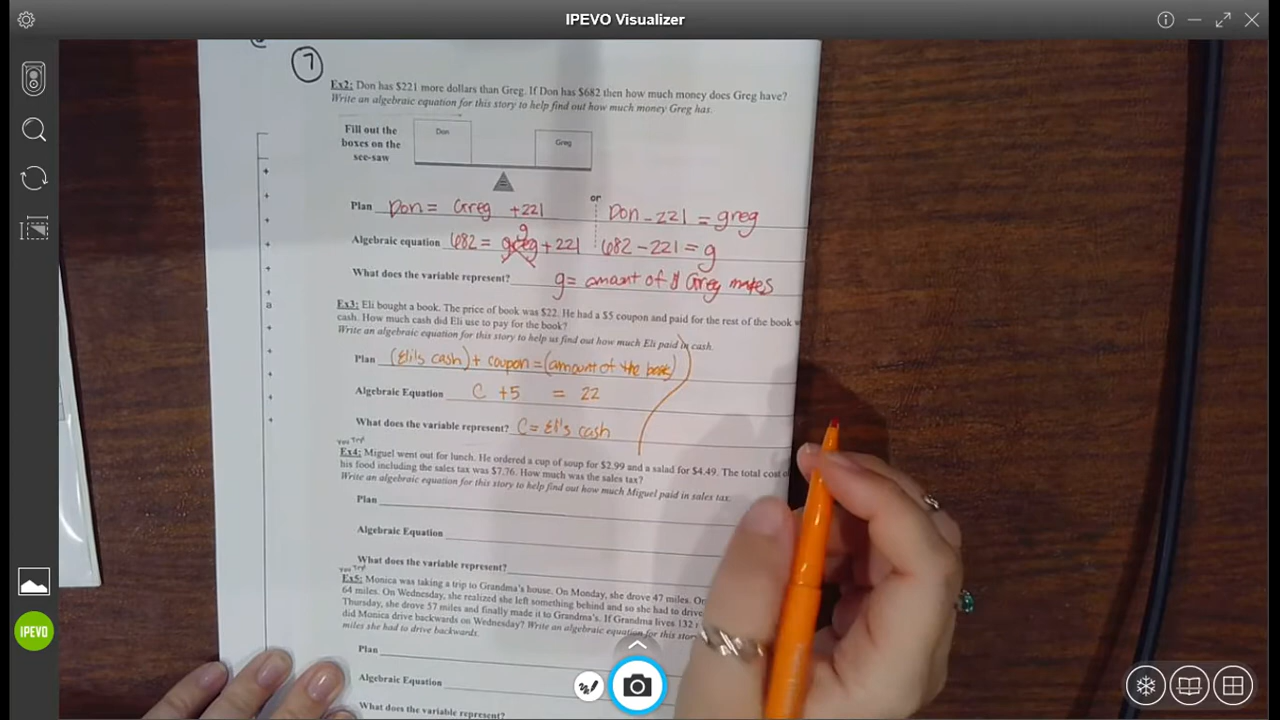 IPEVO Visualizer
7
Ex2: Don has $221 more dollars than Greg. If Don has $682 then how much money does Greg have?
Write an algebraic equation for this story to help find out how much money Greg has.
Fill out the
boxes on the
see-saw
Don
Greg
=
or
Plan Don = Greg +221 Don - 221 = greg
g
Algebraic equation 682 = greg + 221 682 - 221 = g
What does the variable represent? g = amount of $ Greg makes
Ex3: Eli bought a book. The price of book was $22. He had a $5 coupon and paid for the rest of the book
cash. How much cash did Eli use to pay for the book?
Write an algebraic equation for this story to help us find out how much Eli paid in cash.
Plan (Eli's cash) + coupon = (amount of the book)
Algebraic Equation C +5 = 22
What does the variable represent? C = Eli's cash
You Try!
Ex4: Miguel went out for lunch. He ordered a cup of soup for $2.99 and a salad for $4.49. The total cost
his food including the sales tax was $7.76. How much was the sales tax?
Write an algebraic equation for this story to help find out how much Miguel paid in sales tax.
Plan
Algebraic Equation
What does the variable represent?
You Try!
Ex5: Monica was taking a trip to Grandma's house. On Monday, she drove 47 miles. On
64 miles. On Wednesday, she realized she left something behind and so she had to drive
Thursday, she drove 57 miles and finally made it to Grandma's. If Grandma lives 132
did Monica drive backwards on Wednesday? Write an algebraic equation for this story
miles she had to drive backwards.
Plan
Algebraic Equation
What does the variable represent?
IPEVO